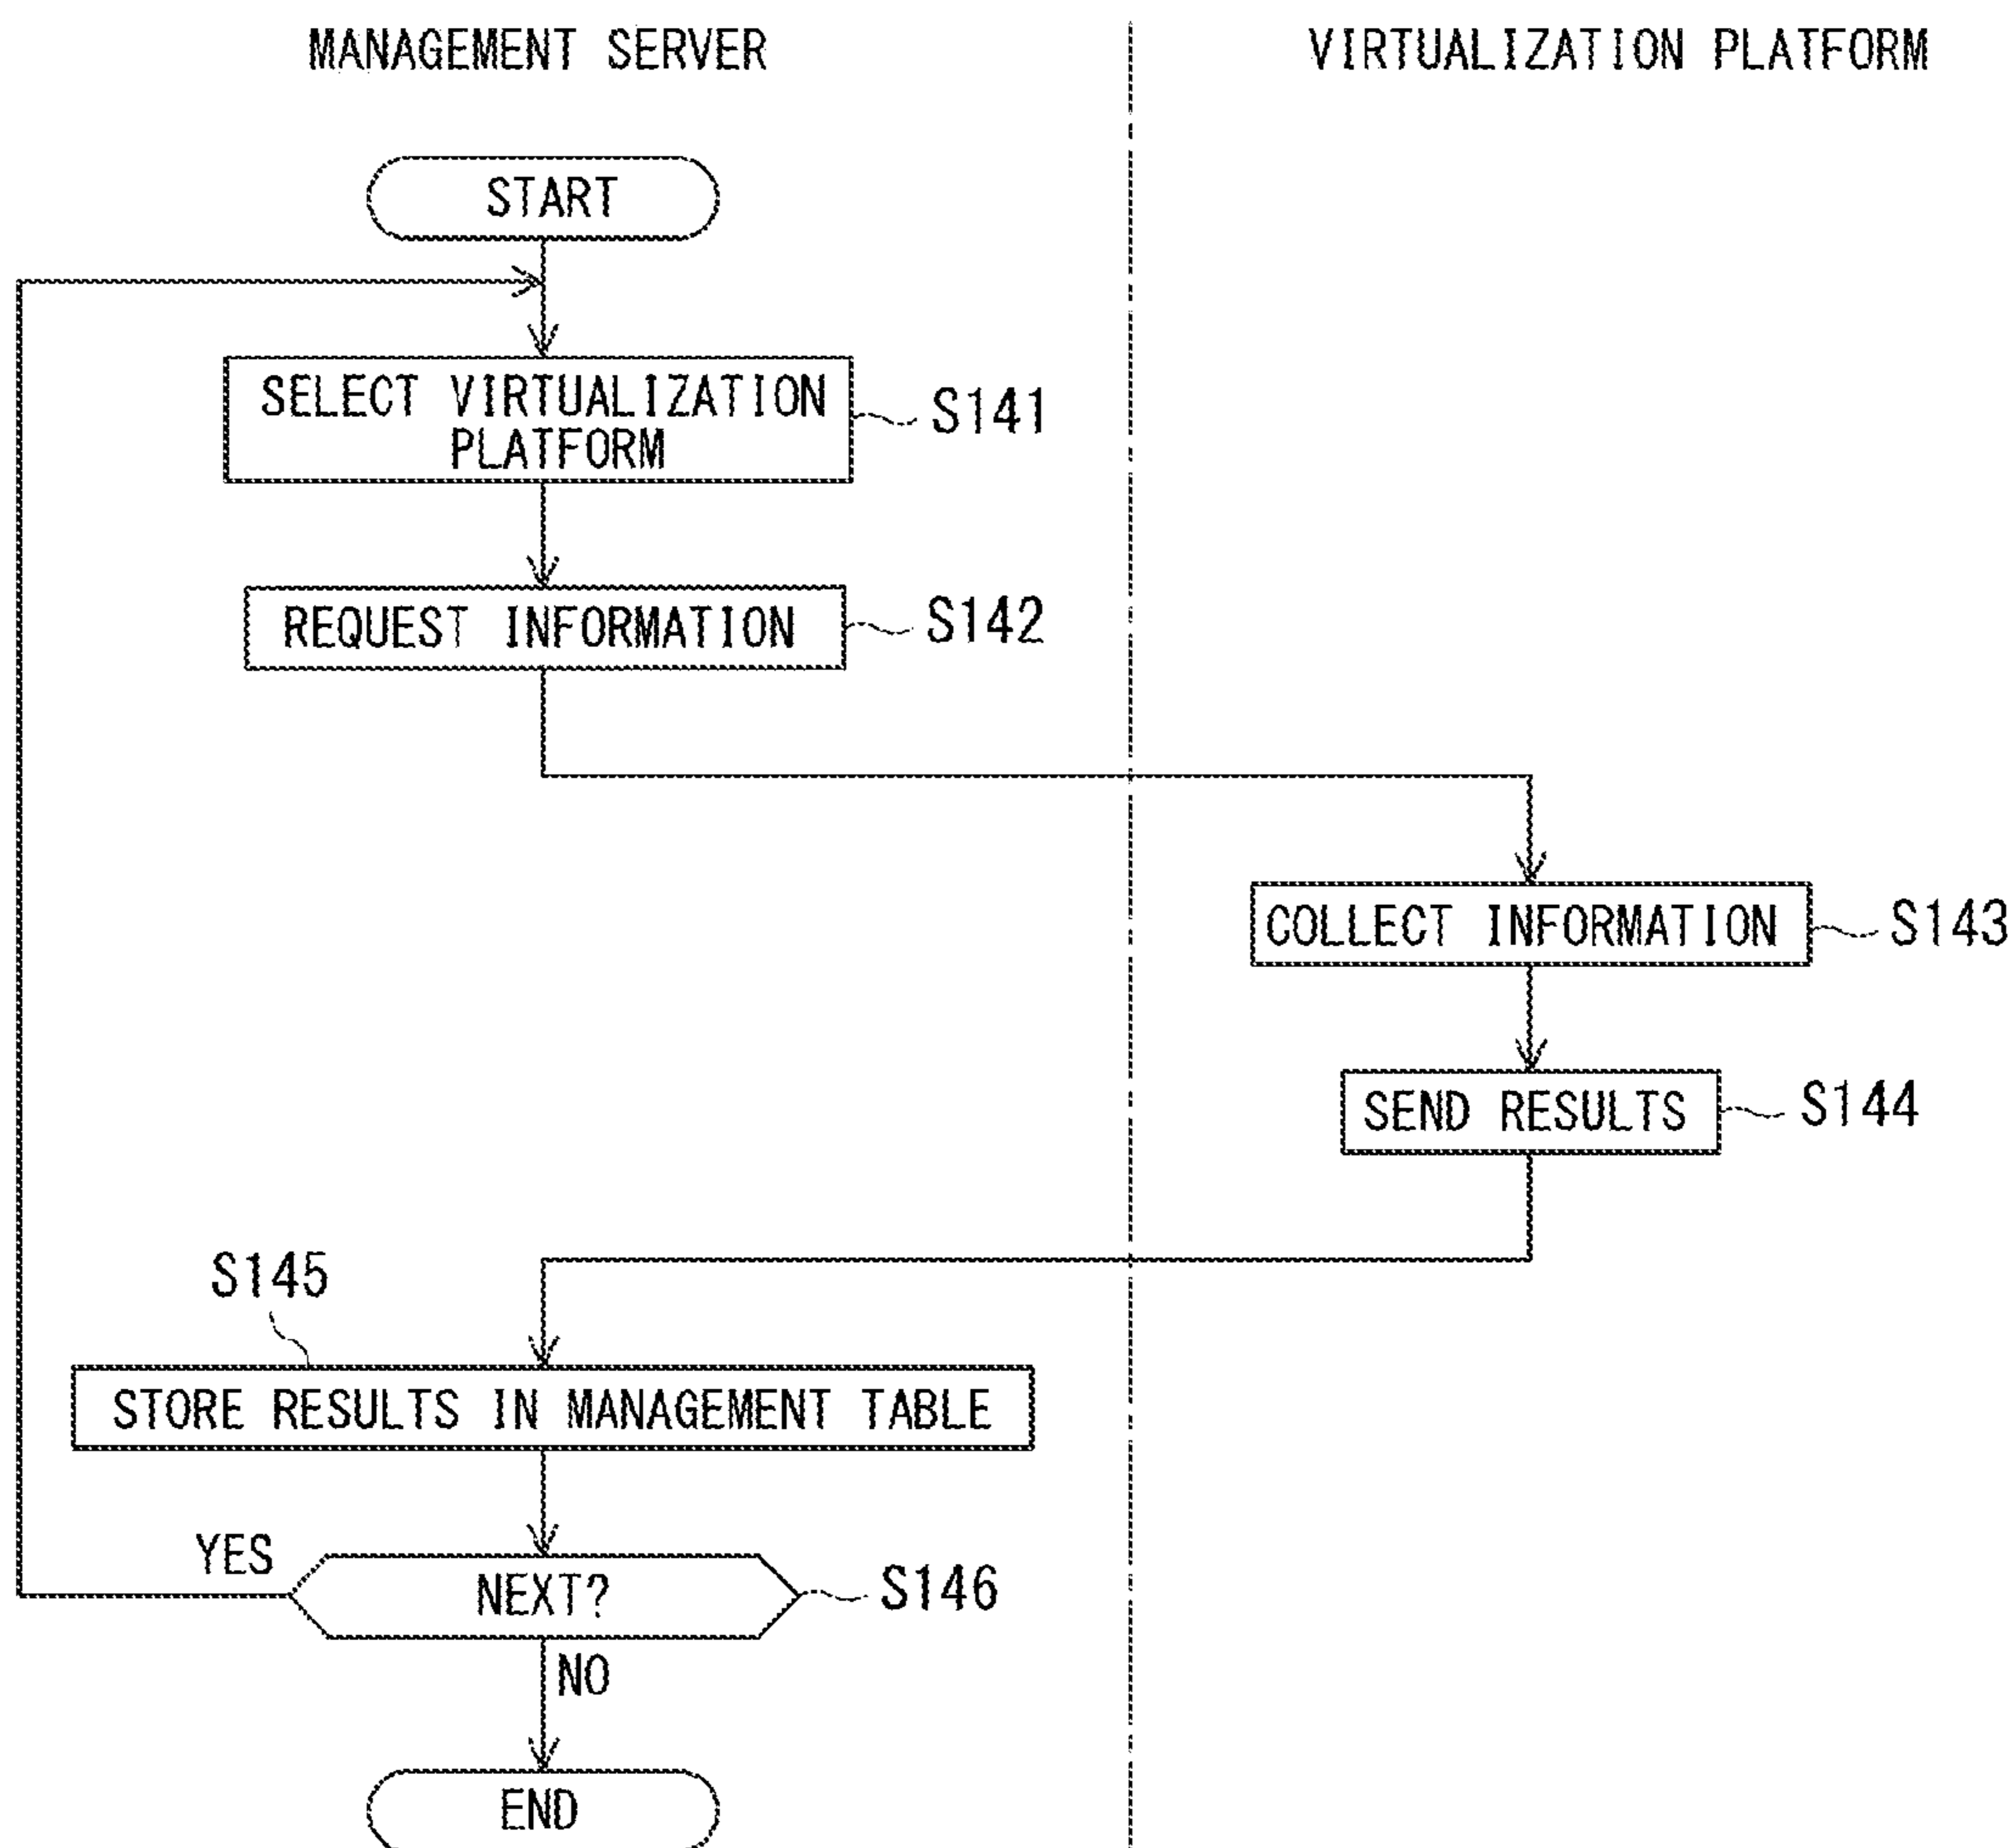 MANAGEMENT SERVER
VIRTUALIZATION PLATFORM
START
SELECT VIRTUALIZATION
PLATFORM
S141
REQUEST INFORMATION
S142
COLLECT INFORMATION
S143
SEND RESULTS
S144
S145
STORE RESULTS IN MANAGEMENT TABLE
YES
NEXT?
S146
NO
END